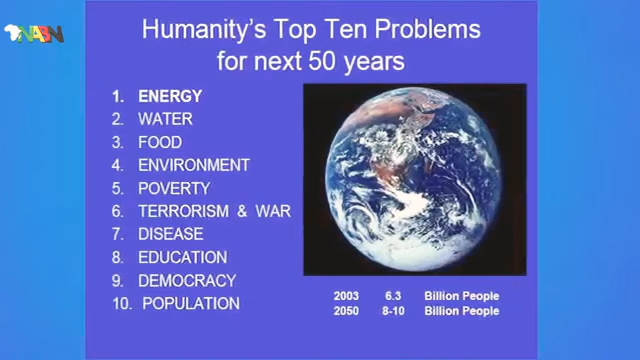 NABN
Humanity's Top Ten Problems
for next 50 years
1. ENERGY
2. WATER
3. FOOD
4. ENVIRONMENT
5. POVERTY
6. TERRORISM & WAR
7. DISEASE
8. EDUCATION
9. DEMOCRACY
10. POPULATION
2003 6.3 Billion People
2050 8-10 Billion People